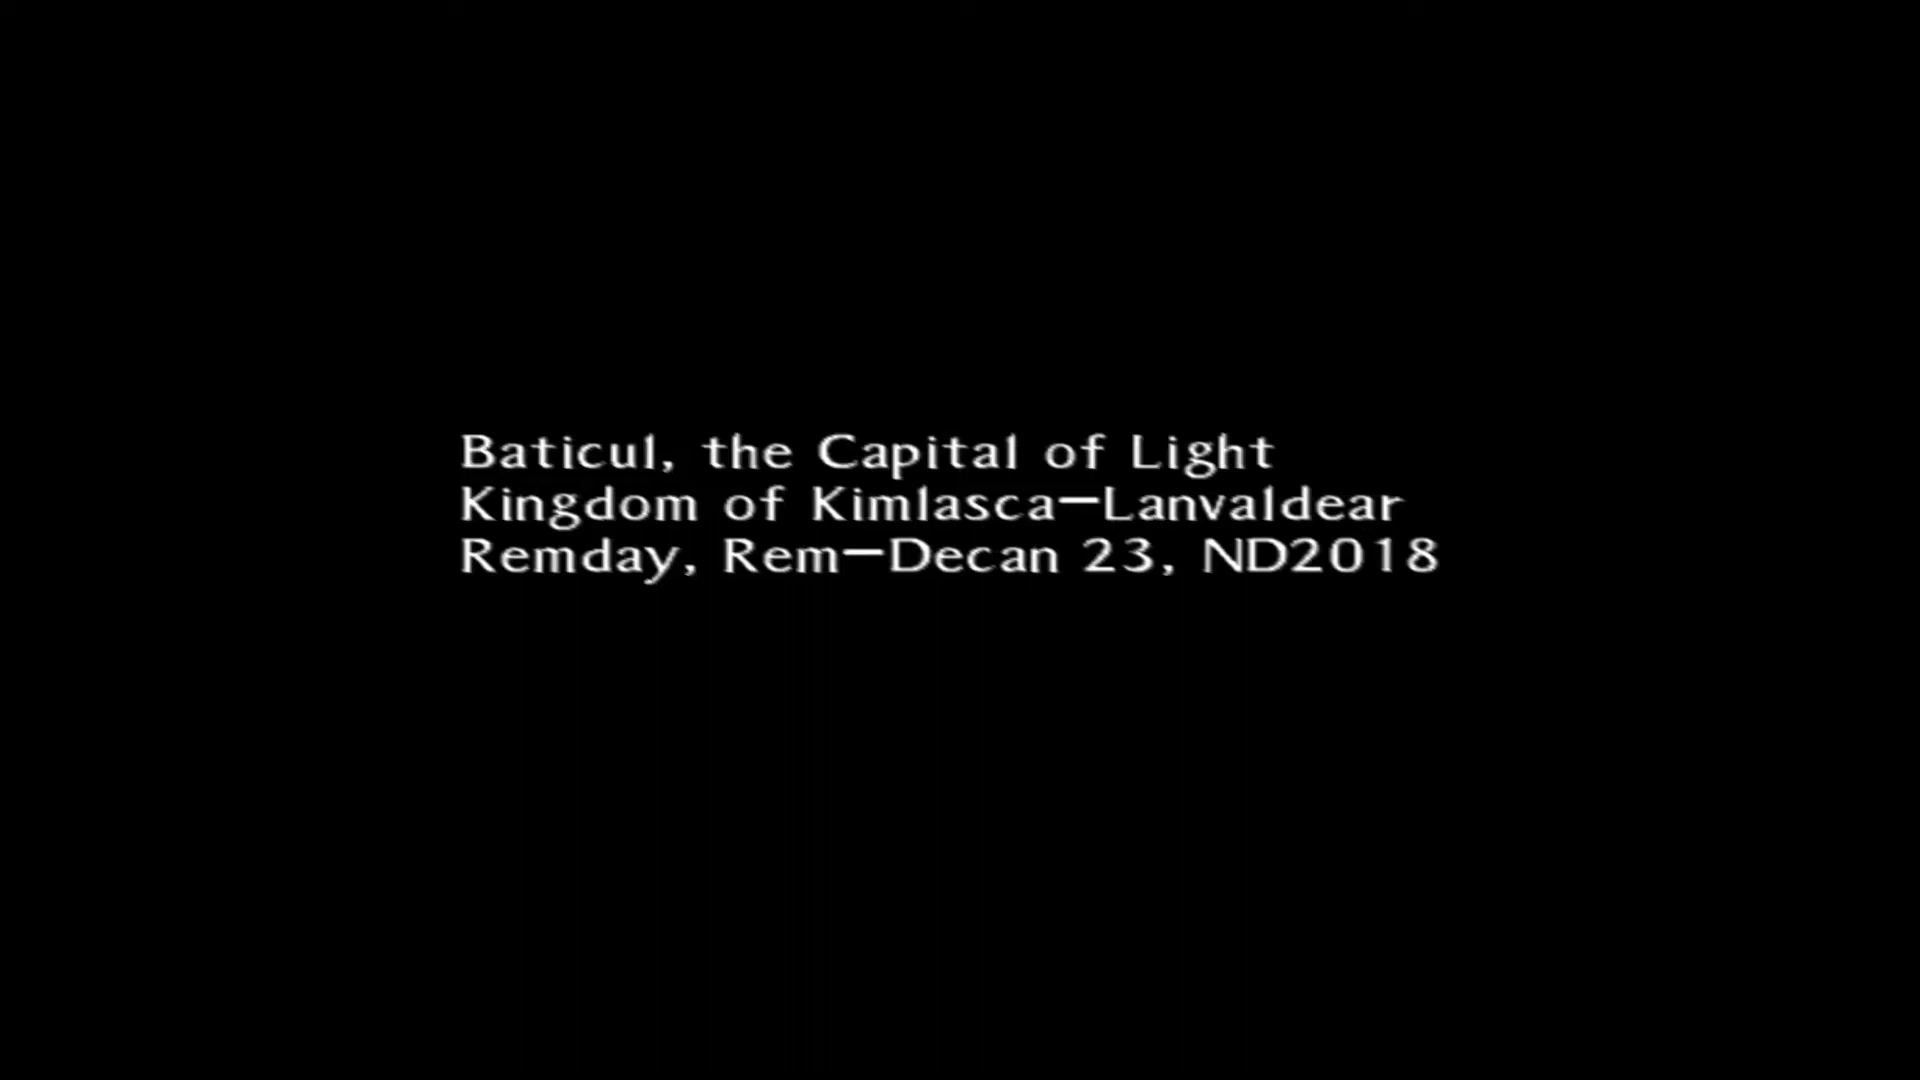 Baticul, the Capital of Light
Kingdom of Kimlasca—Lanvaldear
Remday, Rem—Decan 23, ND2018